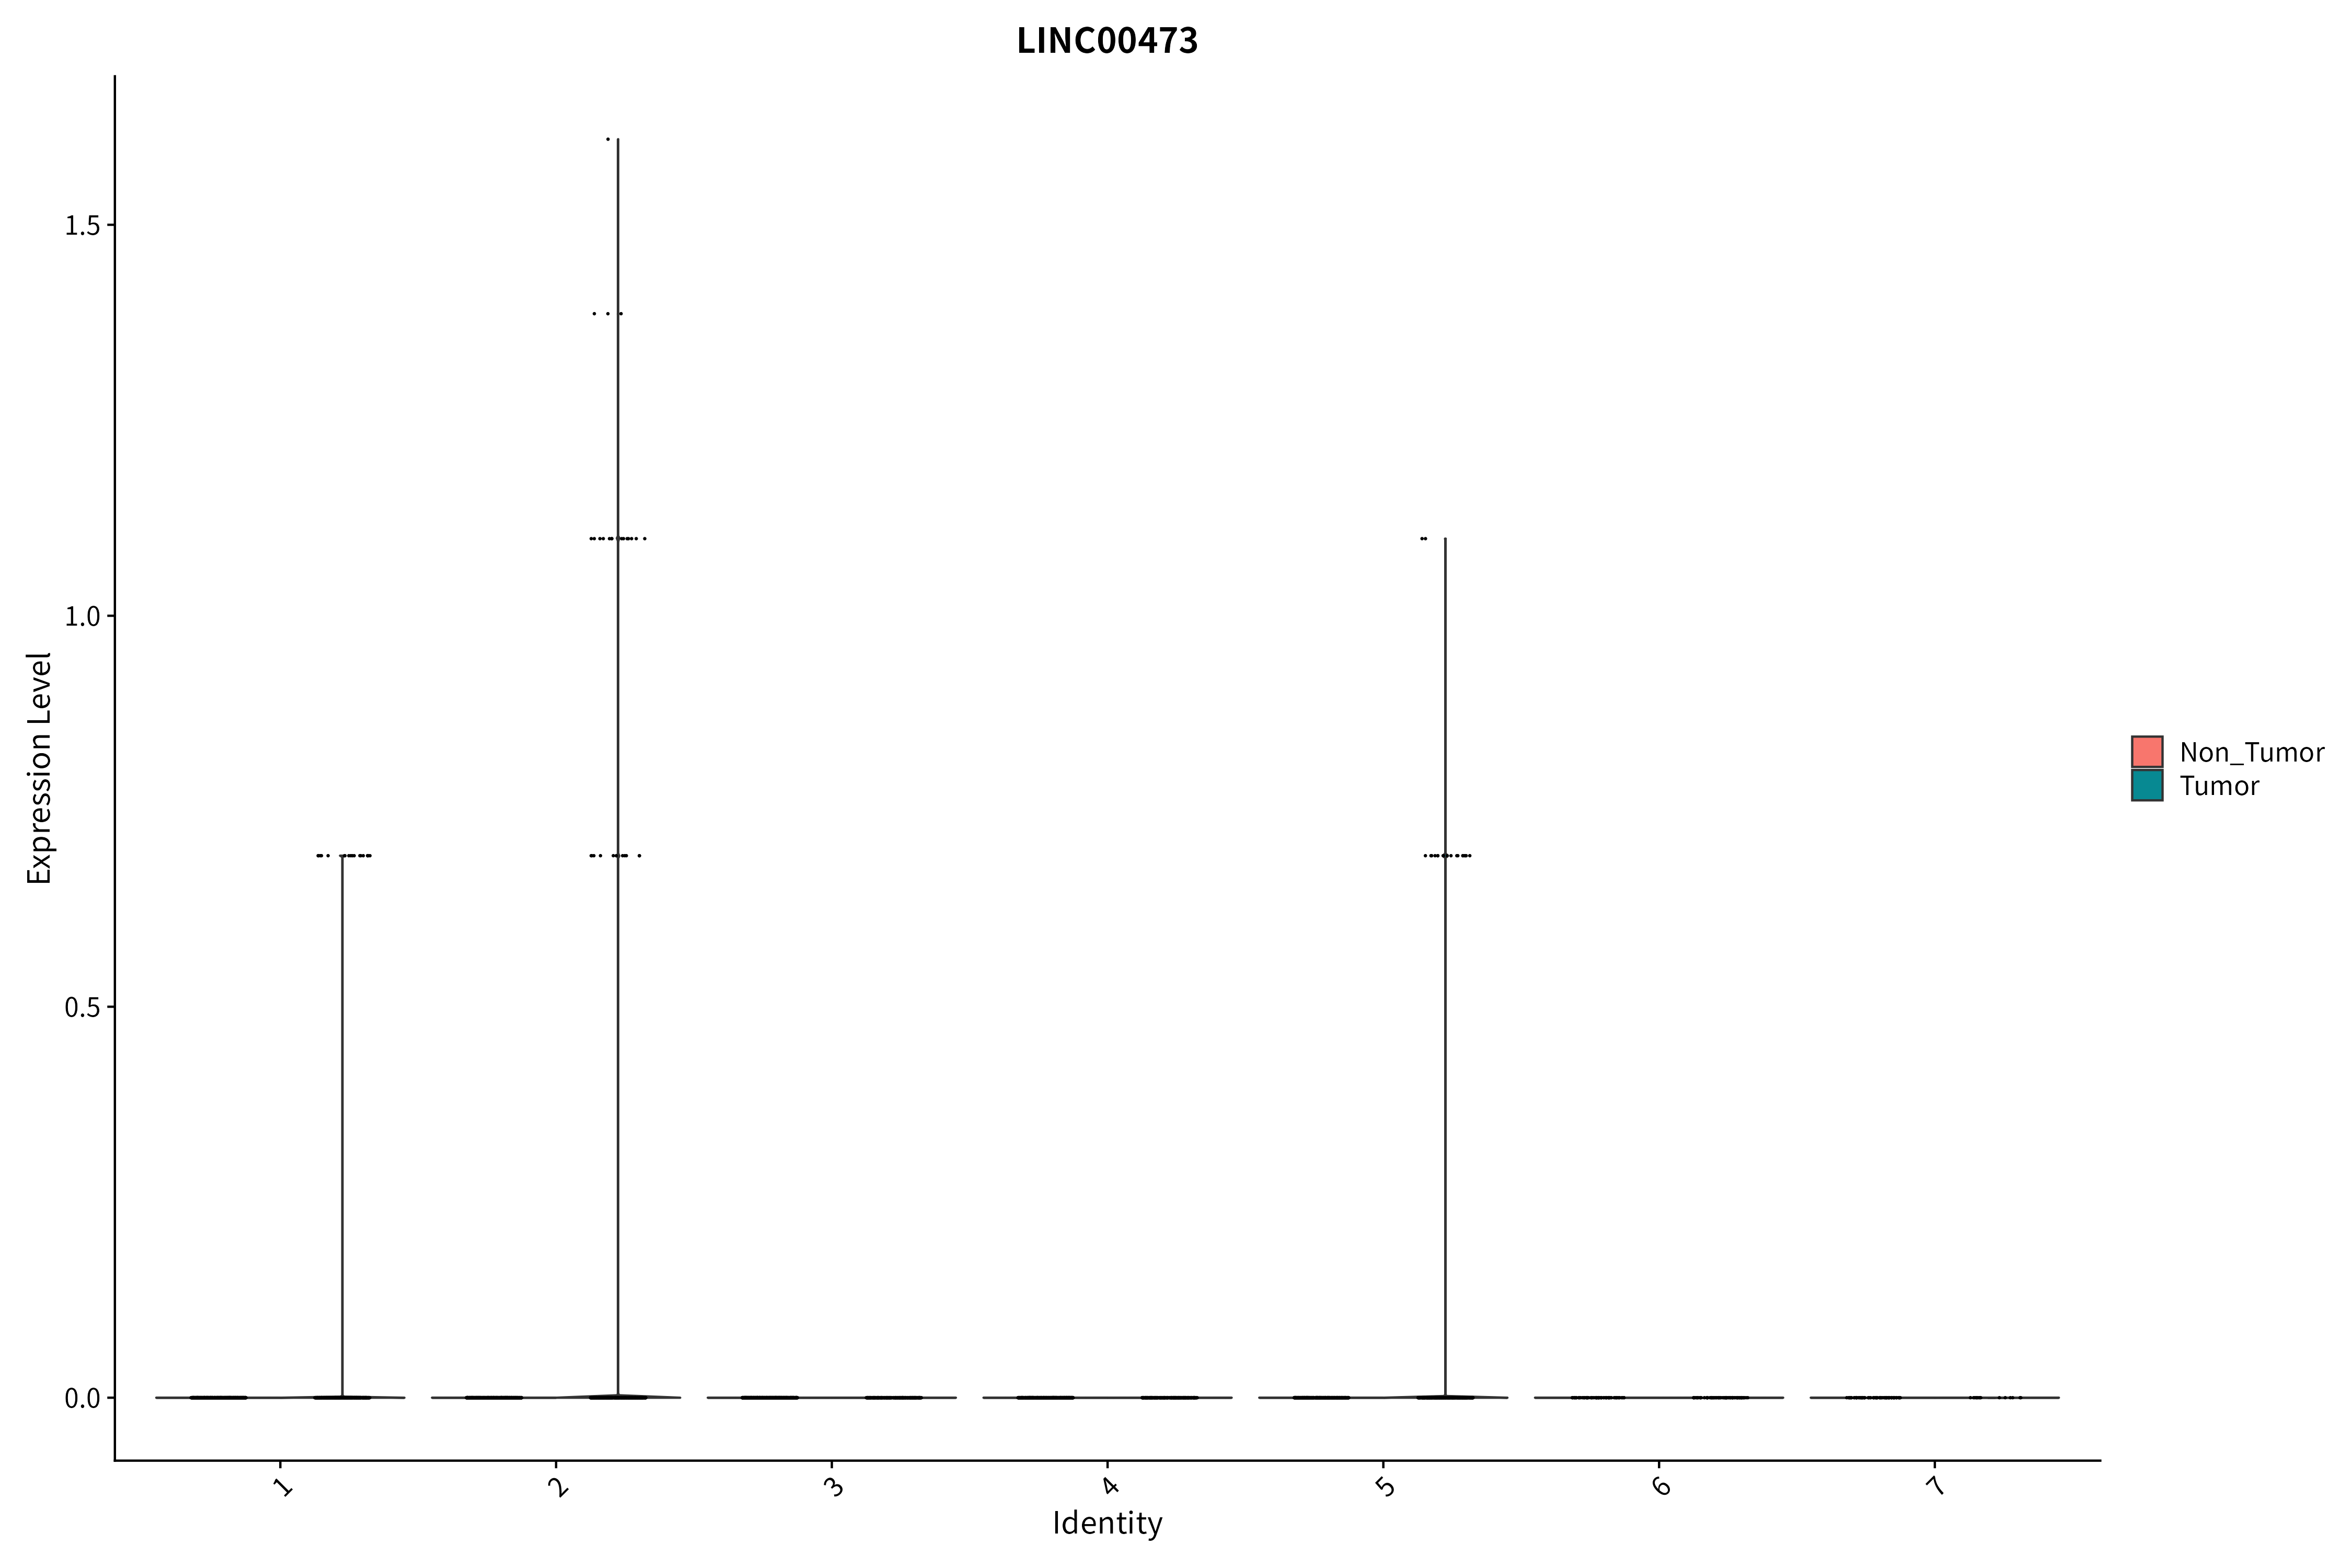 LINC00473
Expression Level
1.5
1.0
0.5
0.0
1
2
3
4
5
6
7
Identity
Non_Tumor
Tumor